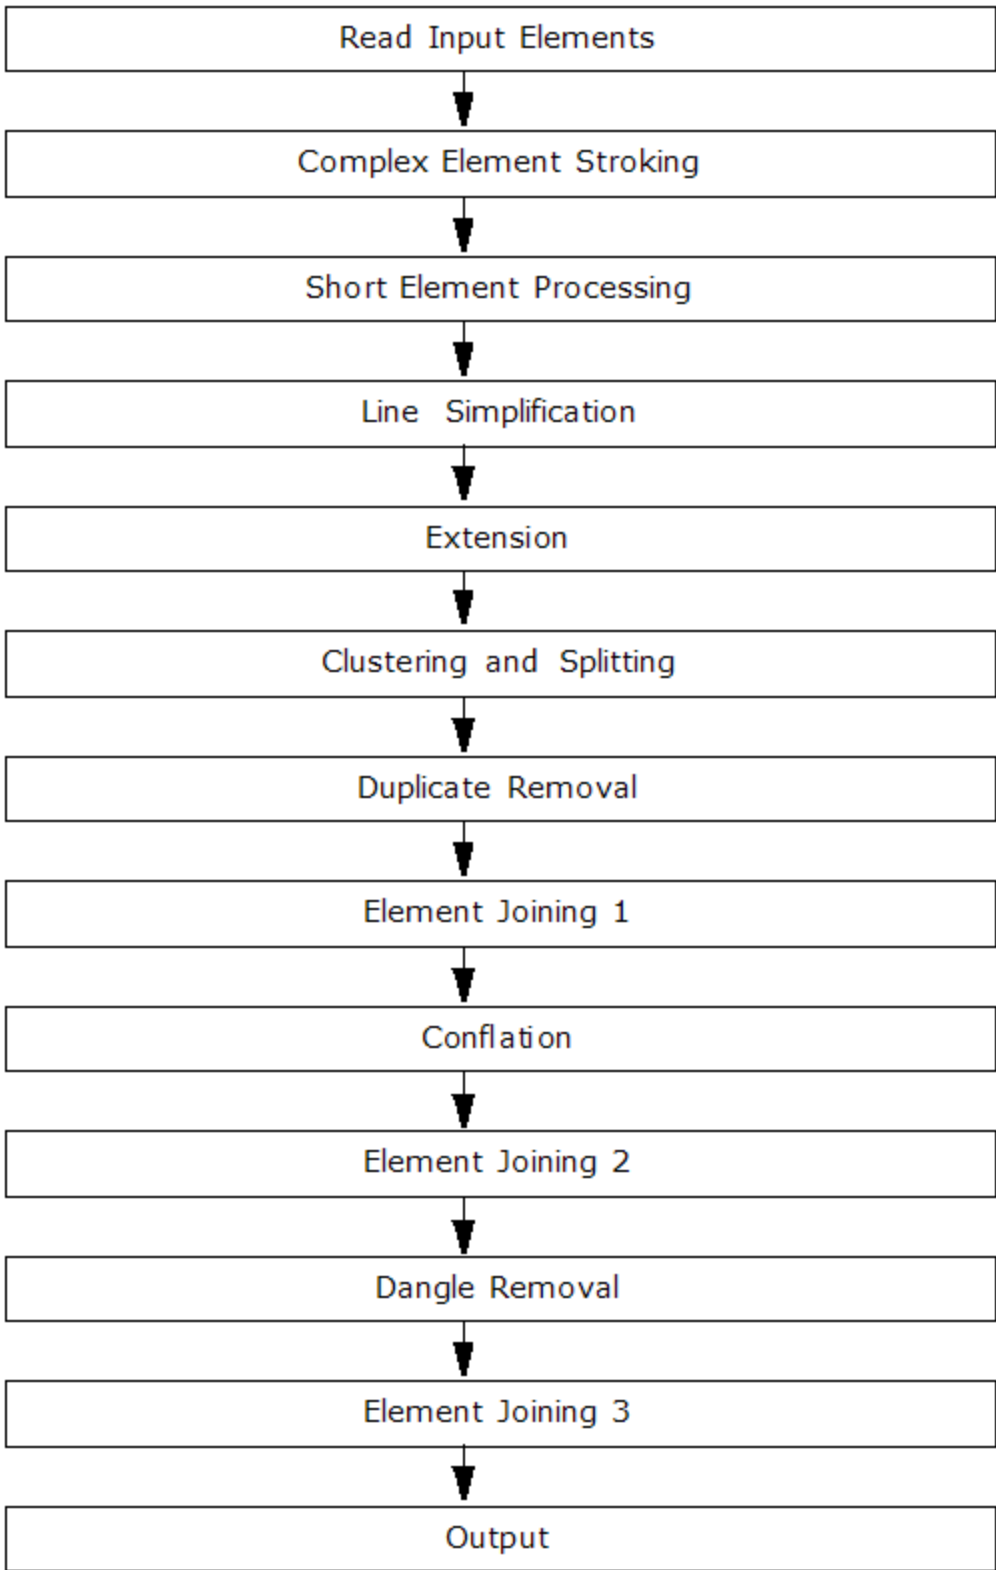 Read Input Elements
Complex Element Stroking
Short Element Processing
Line Simplification
Extension
Clustering and Splitting
Duplicate Removal
Element Joining 1
Conflation
Element Joining 2
Dangle Removal
Element Joining 3
Output